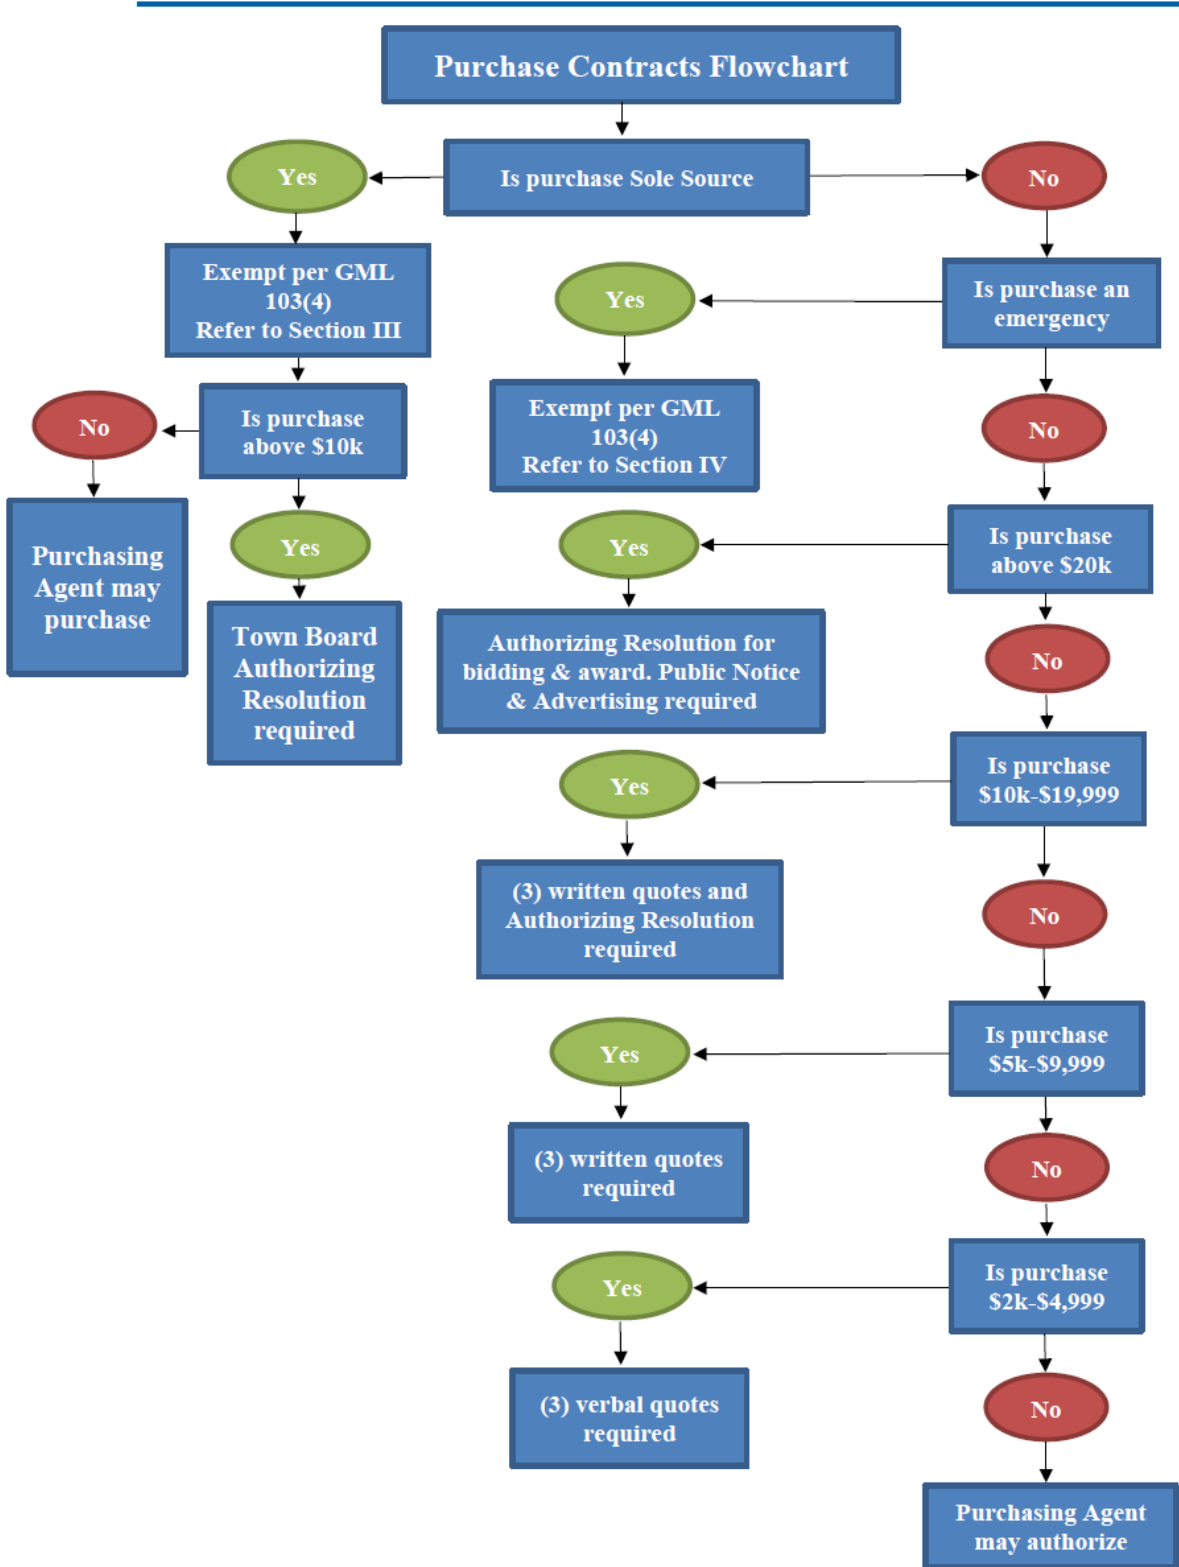 Purchase Contracts Flowchart
Is purchase Sole Source
Yes
No
Exempt per GML
103(4)
Refer to Section III
Is purchase an
emergency
Yes
Is purchase
above $10k
No
Exempt per GML
103(4)
Refer to Section IV
No
Yes
Purchasing
Agent may
purchase
Town Board
Authorizing
Resolution
required
Is purchase
above $20k
Yes
Authorizing Resolution for
bidding & award. Public Notice
& Advertising required
No
Is purchase
$10k-$19,999
Yes
(3) written quotes and
Authorizing Resolution
required
No
Is purchase
$5k-$9,999
Yes
(3) written quotes
required
No
Is purchase
$2k-$4,999
Yes
(3) verbal quotes
required
No
Purchasing Agent
may authorize